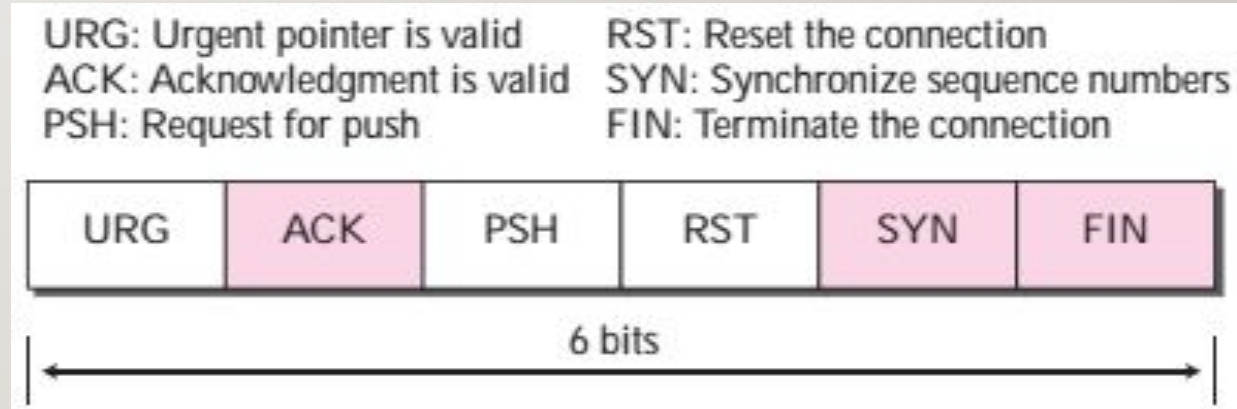 URG: Urgent pointer is valid
ACK: Acknowledgment is valid
PSH: Request for push
RST: Reset the connection
SYN: Synchronize sequence numbers
FIN: Terminate the connection
URG ACK PSH RST SYN FIN
6 bits